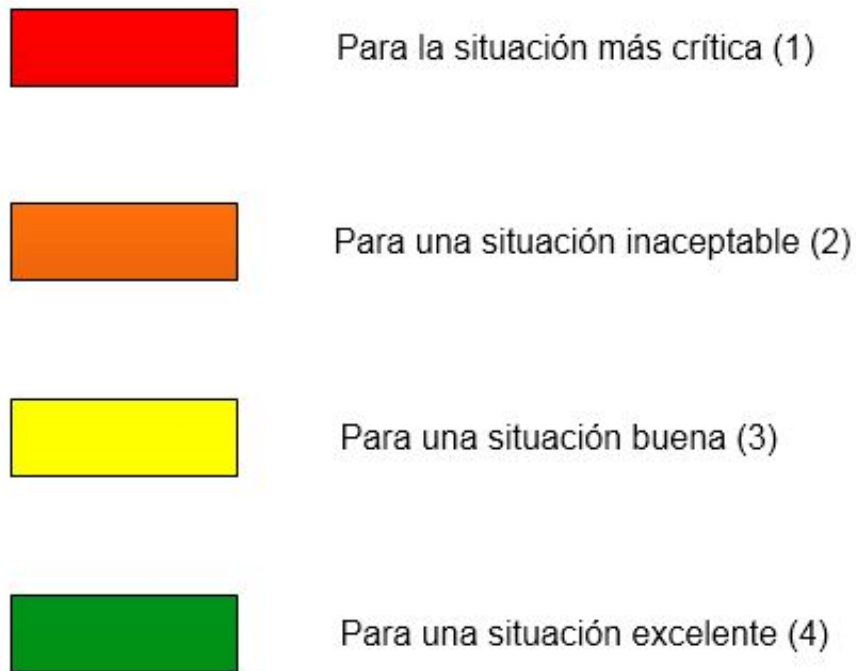 Para la situación más crítica (1)
Para una situación inaceptable (2)
Para una situación buena (3)
Para una situación excelente (4)